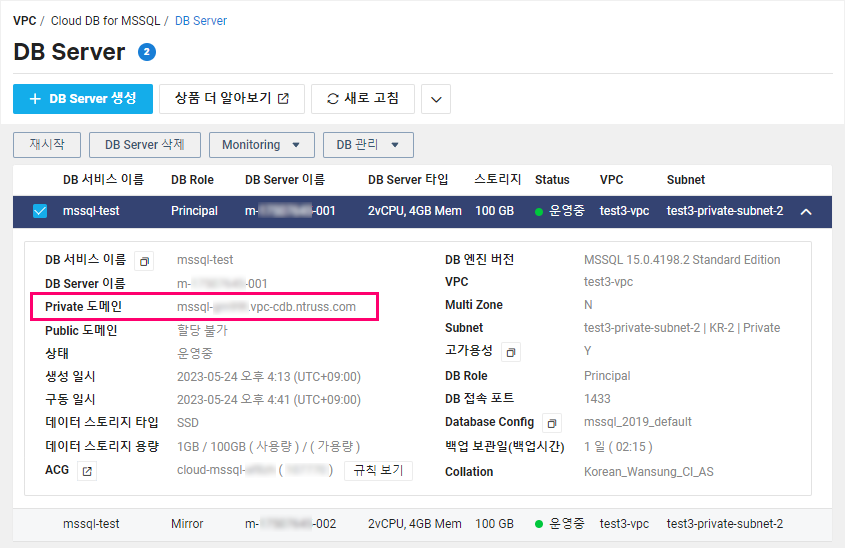 VPC / Cloud DB for MSSQL / DB Server
DB Server 2
+ DB Server 생성 상품 더 알아보기 새로 고침
재시작 DB Server 삭제 Monitoring DB 관리
DB 서비스 이름 DB Role DB Server 이름 DB Server 타입 스토리지 Status VPC Subnet
mssql-test Principal m- -001 2vCPU, 4GB Mem 100 GB 운영중 test3-vpc test3-private-subnet-2
DB 서비스 이름 mssql-test
DB Server 이름 m- -001
Private 도메인 mssql- .vpc-cdb.ntruss.com
Public 도메인 할당 불가
상태 운영중
생성 일시 2023-05-24 오후 4:13 (UTC+09:00)
구동 일시 2023-05-24 오후 4:41 (UTC+09:00)
데이터 스토리지 타입 SSD
데이터 스토리지 용량 1GB / 100GB ( 사용량 ) / ( 가용량 )
ACG cloud-mssql- ( ) 규칙 보기
DB 엔진 버전 MSSQL 15.0.4198.2 Standard Edition
VPC test3-vpc
Multi Zone N
Subnet test3-private-subnet-2 | KR-2 | Private
고가용성 Y
DB Role Principal
DB 접속 포트 1433
Database Config mssql_2019_default
백업 보관일(백업시간) 1 일 ( 02:15 )
Collation Korean_Wansung_CI_AS
mssql-test Mirror m- -002 2vCPU, 4GB Mem 100 GB 운영중 test3-vpc test3-private-subnet-2